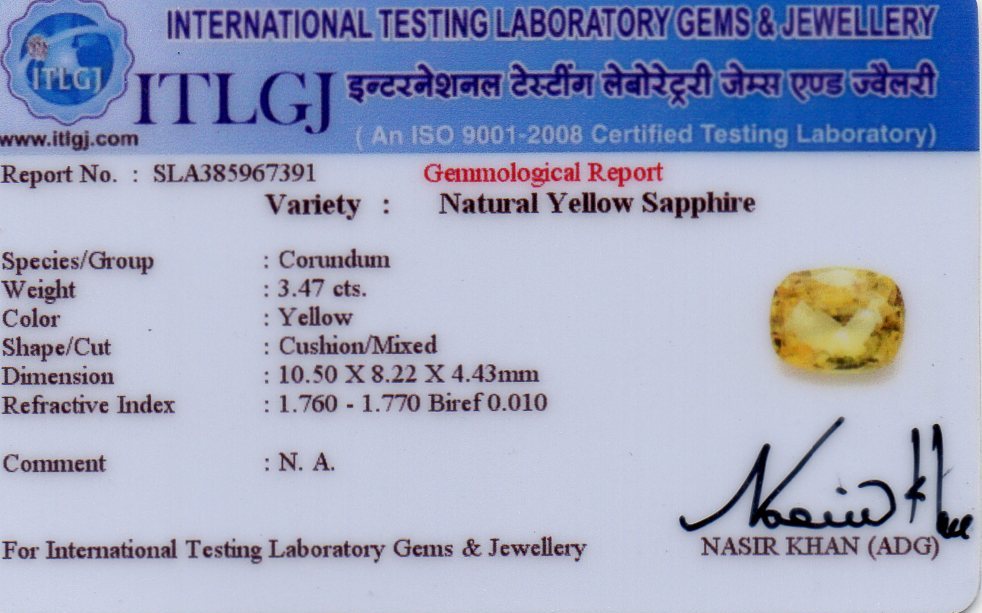 INTERNATIONAL TESTING LABORATORY GEMS & JEWELLERY
ITLGJ
ITLGJ
इन्टरनेशनल टेस्टींग लेबोरेट्ररी जेम्स एण्ड ज्वैलरी
www.itlgj.com
( An ISO 9001-2008 Certified Testing Laboratory)
Report No. : SLA385967391
Gemmological Report
Variety : Natural Yellow Sapphire
Species/Group : Corundum
Weight : 3.47 cts.
Color : Yellow
Shape/Cut : Cushion/Mixed
Dimension : 10.50 X 8.22 X 4.43mm
Refractive Index : 1.760 - 1.770 Biref 0.010
Comment : N. A.
For International Testing Laboratory Gems & Jewellery
NASIR KHAN (ADG)